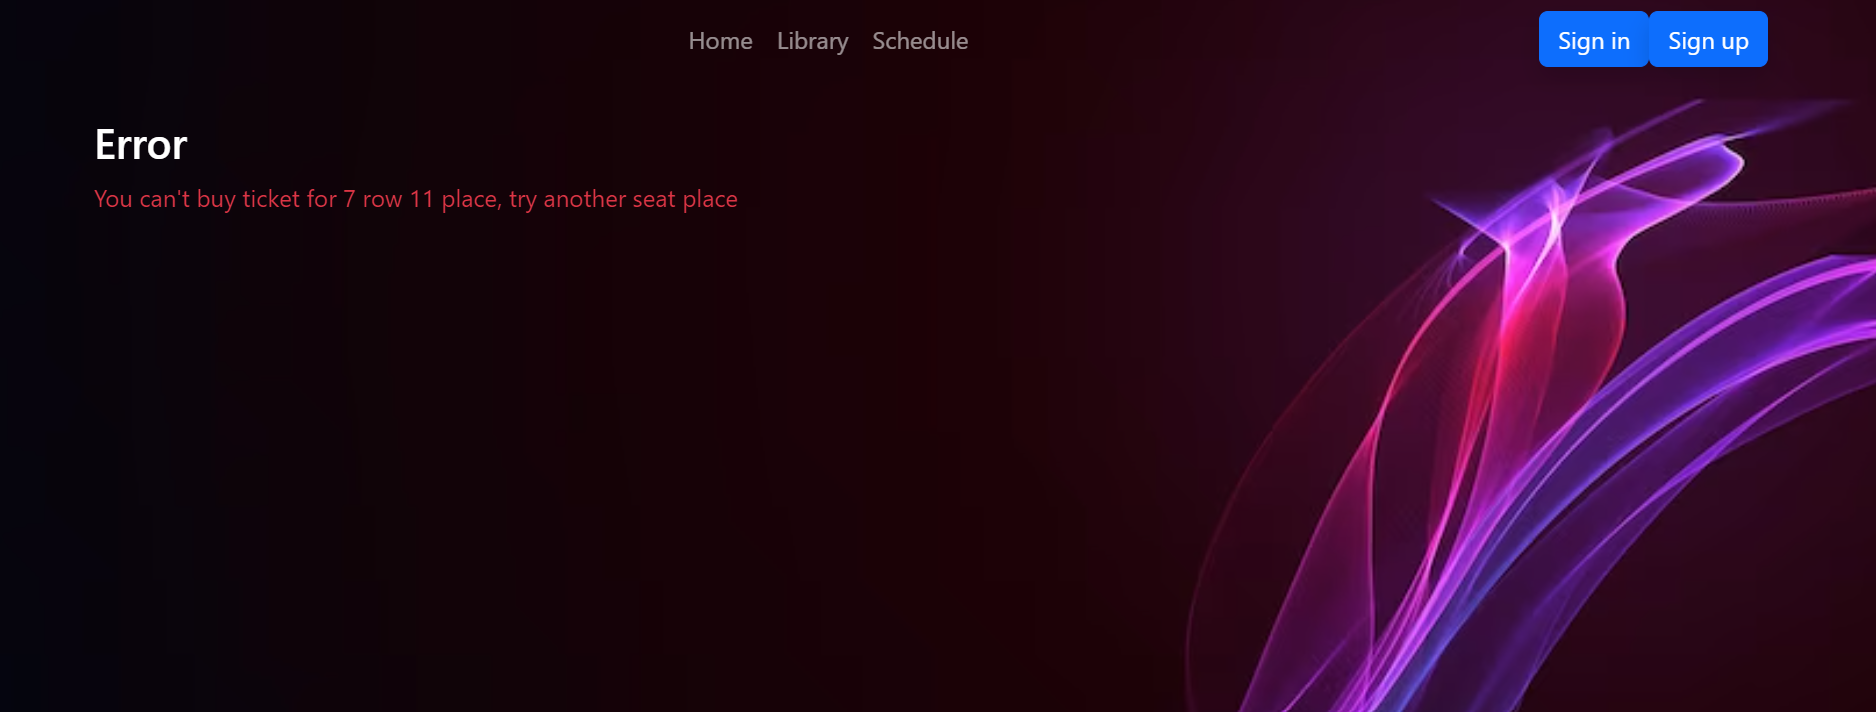 Home Library Schedule Sign in Sign up
Error
You can't buy ticket for 7 row 11 place, try another seat place